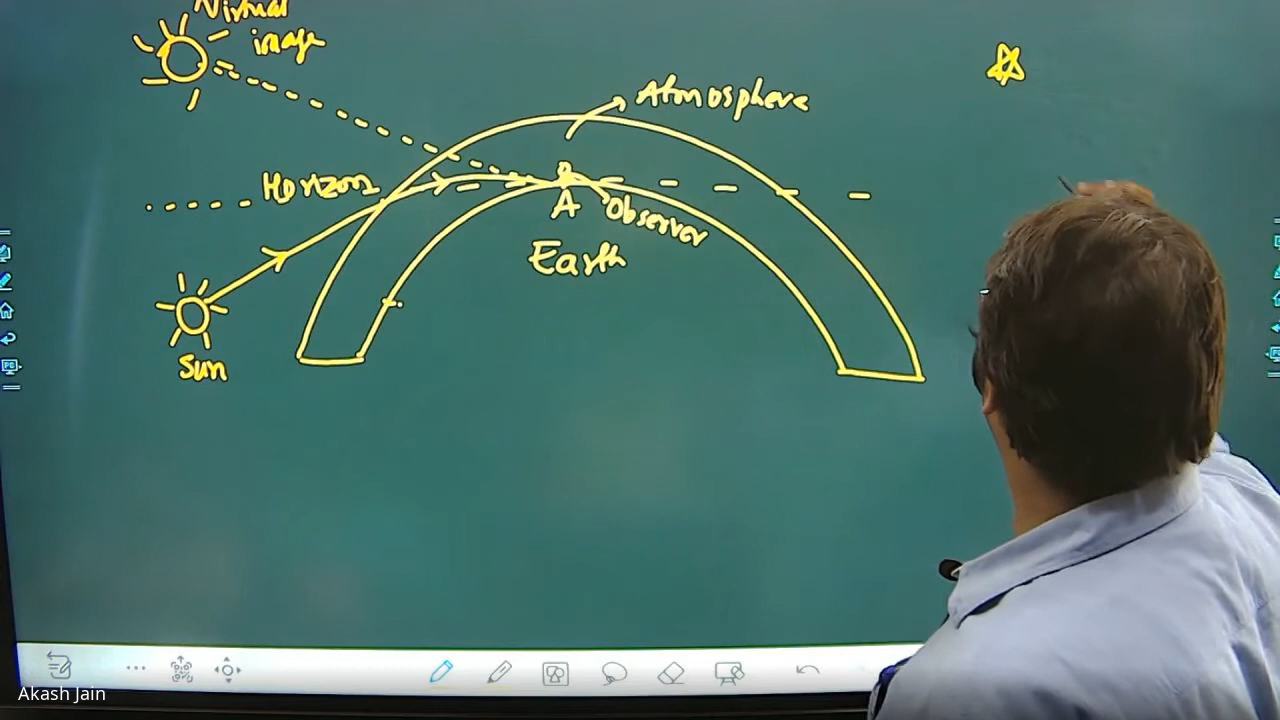 Virtual
image
Atmosphere
Horizon
A
Observer
Earth
Sun
Akash Jain